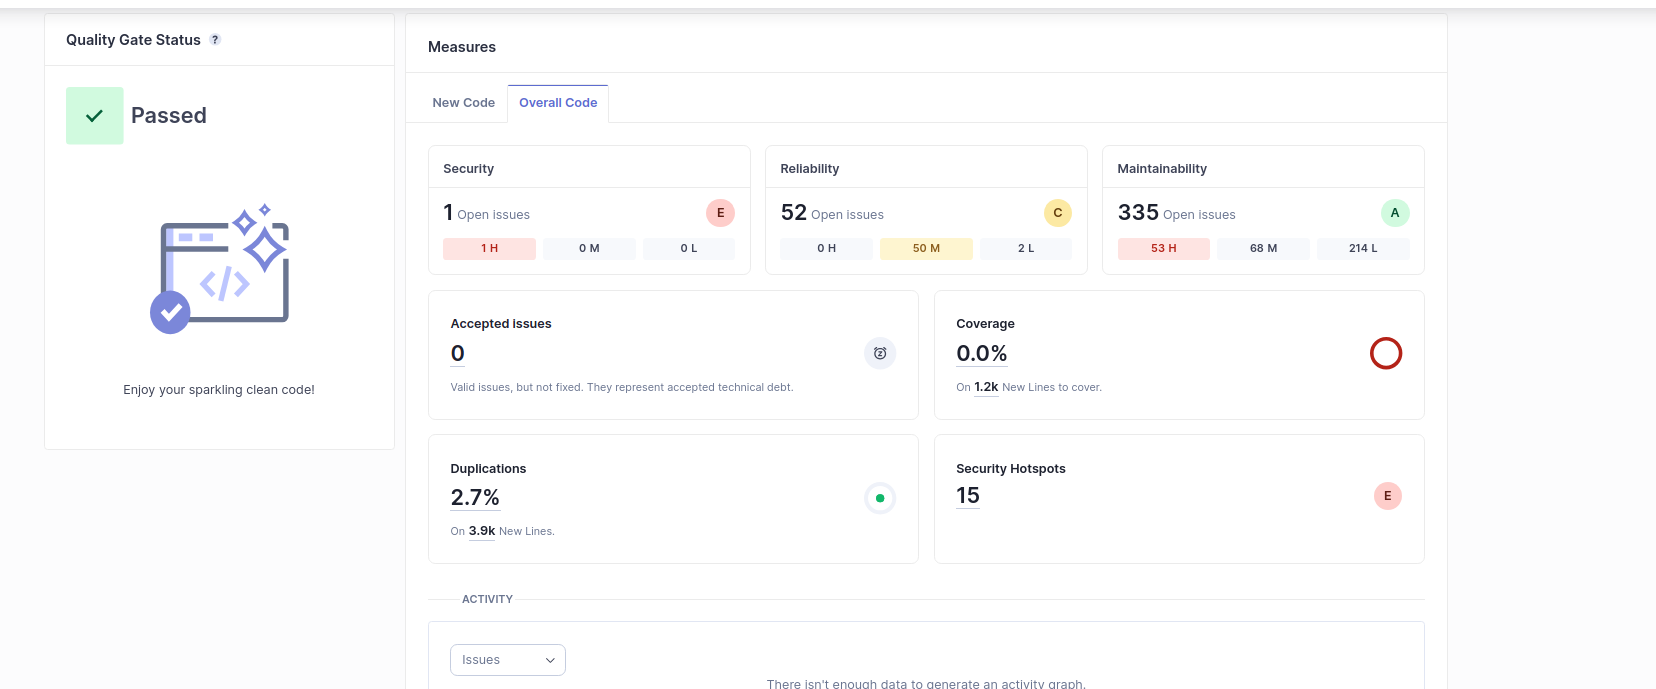 Quality Gate Status ?
Passed
Enjoy your sparkling clean code!
Measures
New Code
Overall Code
Security
1 Open issues
E
1 H
0 M
0 L
Reliability
52 Open issues
C
0 H
50 M
2 L
Maintainability
335 Open issues
A
53 H
68 M
214 L
Accepted issues
0
Valid issues, but not fixed. They represent accepted technical debt.
Coverage
0.0%
On 1.2k New Lines to cover.
Duplications
2.7%
On 3.9k New Lines.
Security Hotspots
15
E
ACTIVITY
Issues
There isn't enough data to generate an activity graph.